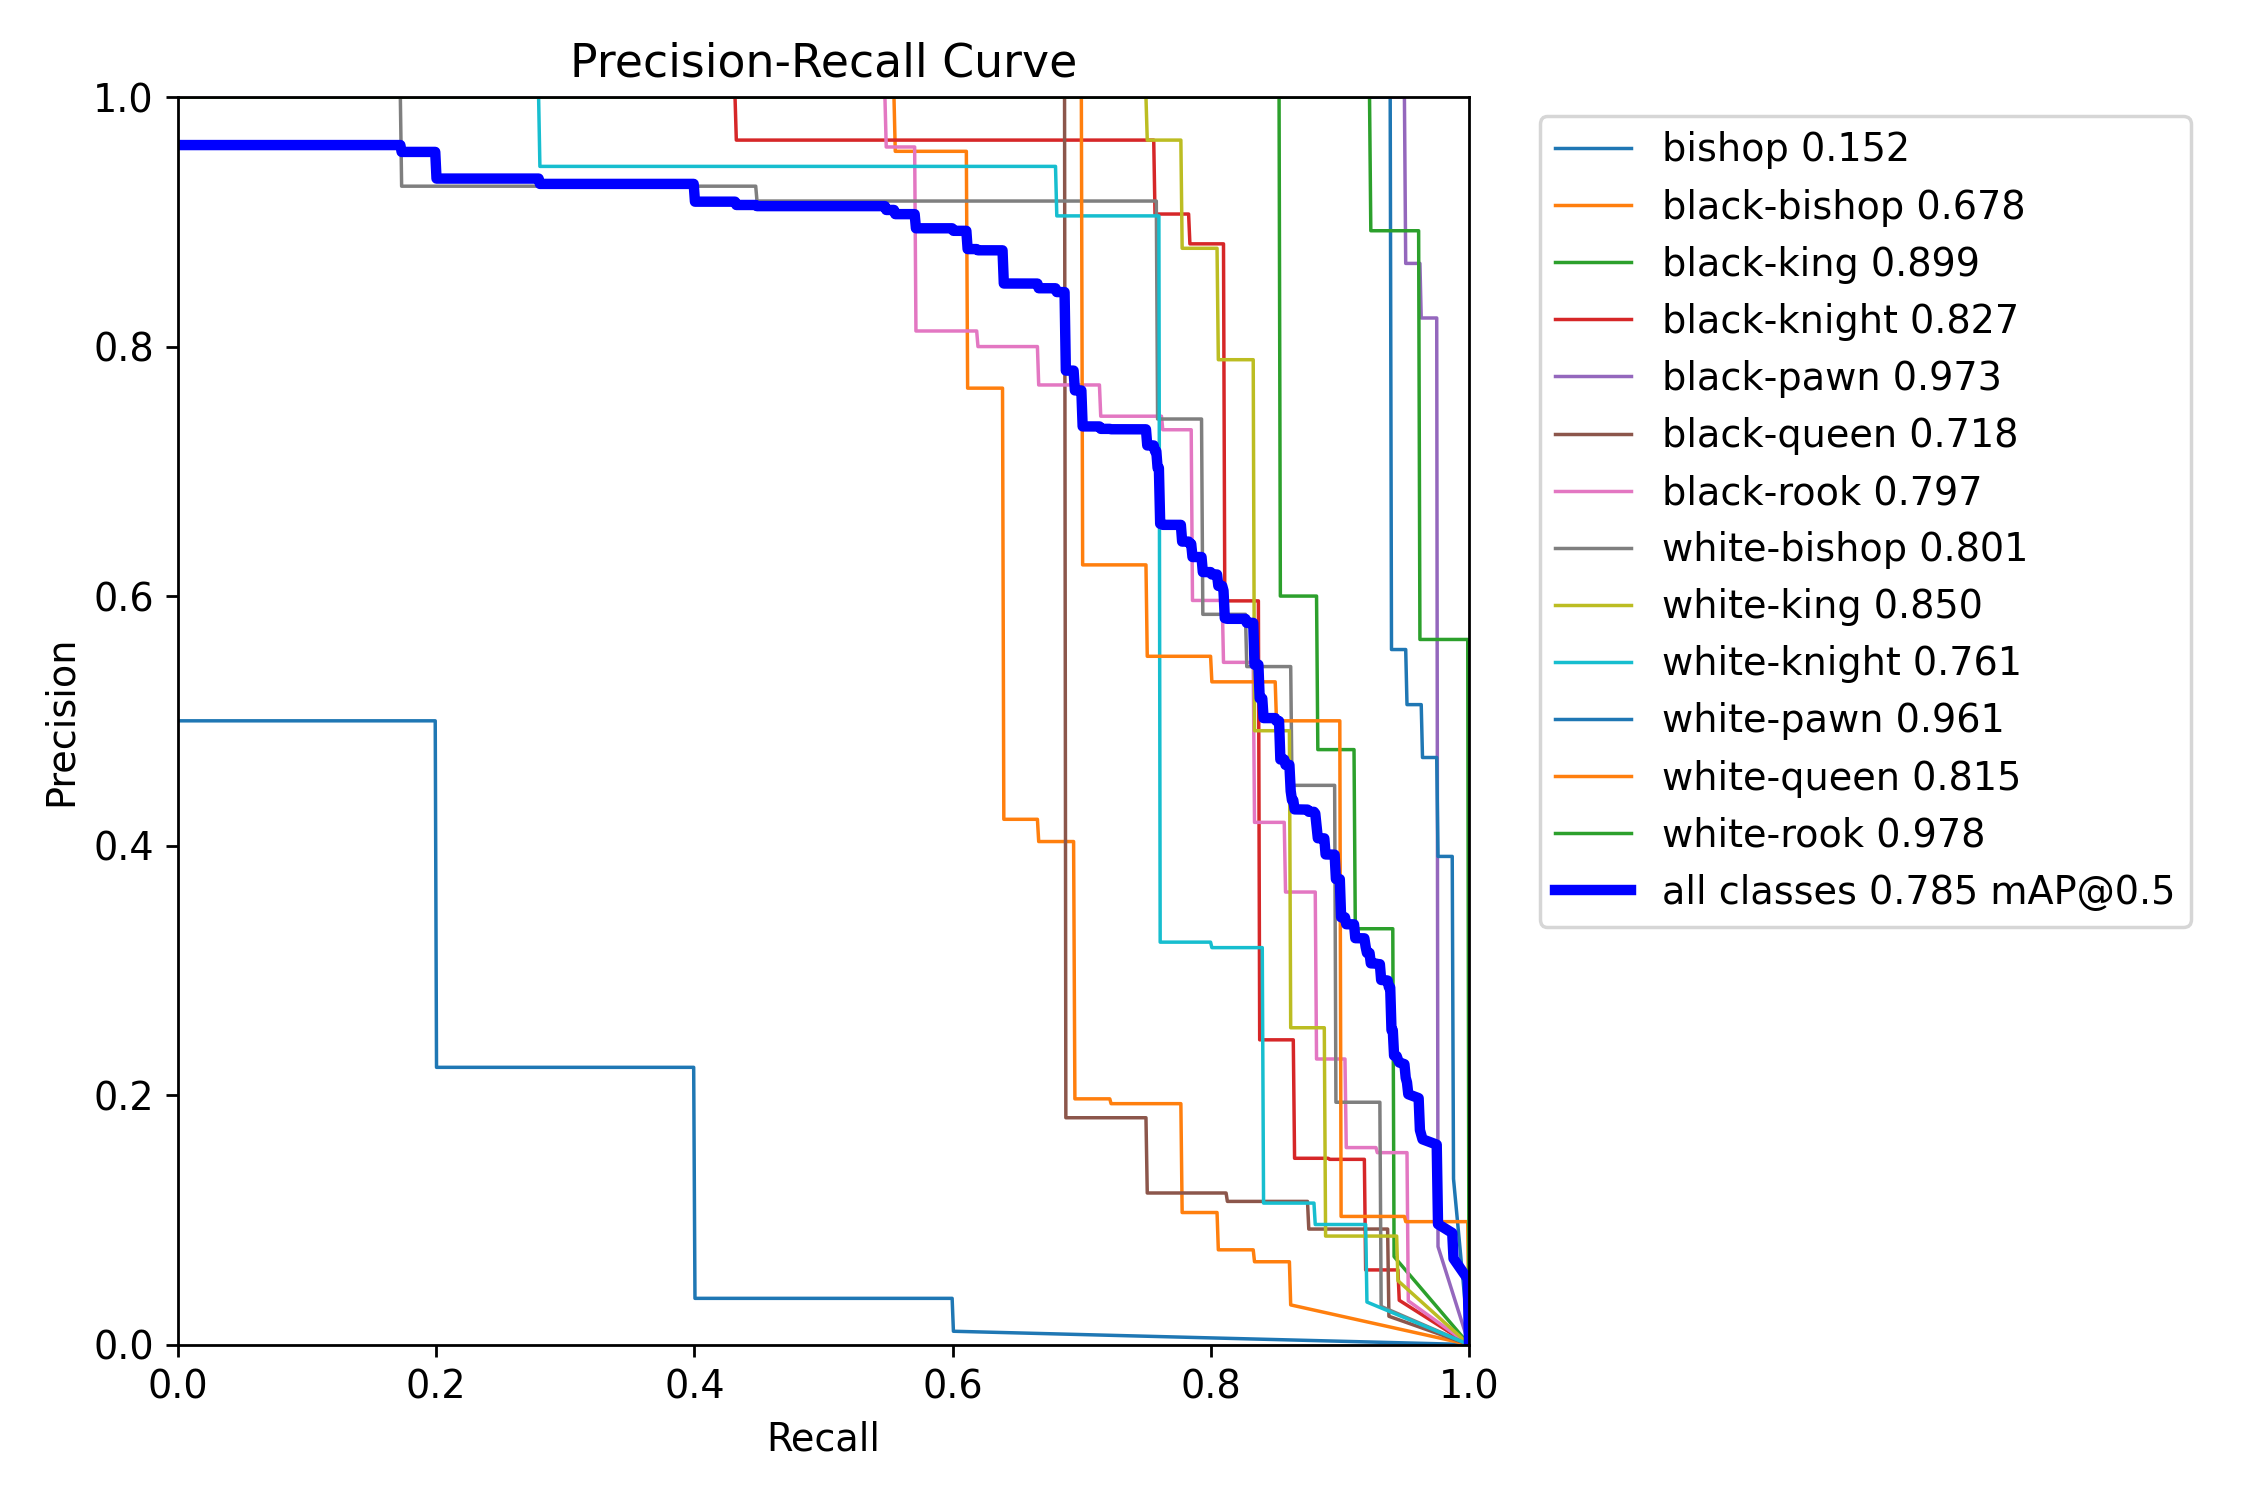 Precision-Recall Curve
1.0
0.8
0.6
0.4
0.2
0.0
Precision
0.0 0.2 0.4 0.6 0.8 1.0
Recall
bishop 0.152
black-bishop 0.678
black-king 0.899
black-knight 0.827
black-pawn 0.973
black-queen 0.718
black-rook 0.797
white-bishop 0.801
white-king 0.850
white-knight 0.761
white-pawn 0.961
white-queen 0.815
white-rook 0.978
all classes 0.785 mAP@0.5